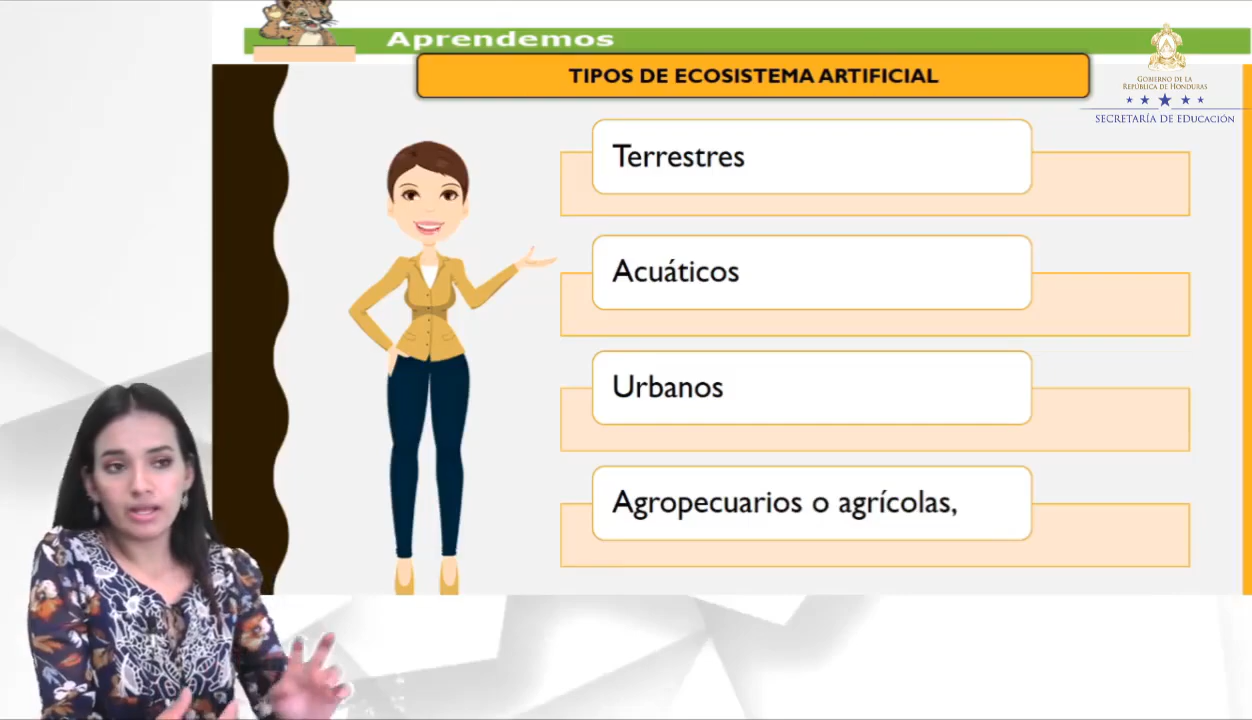 Aprendemos
TIPOS DE ECOSISTEMA ARTIFICIAL
GOBIERNO DE LA
REPÚBLICA DE HONDURAS
SECRETARÍA DE EDUCACIÓN
Terrestres
Acuáticos
Urbanos
Agropecuarios o agrícolas,